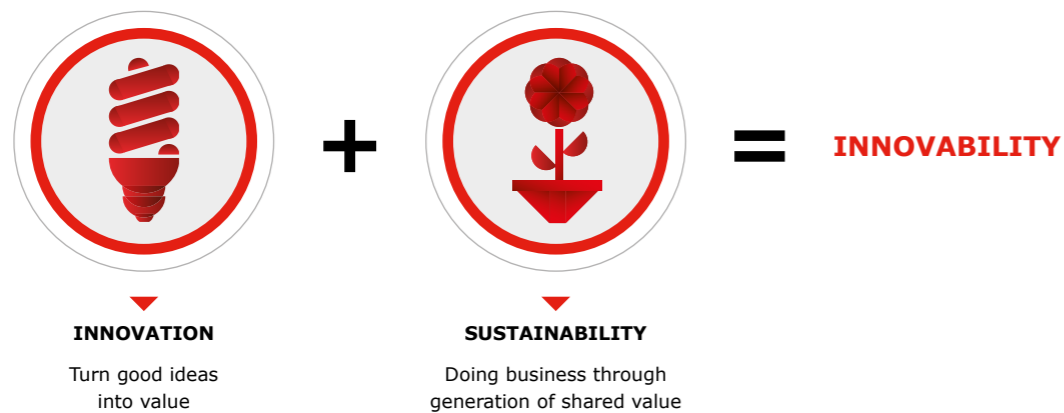 +
=
INNOVABILITY
INNOVATION
Turn good ideas
into value
SUSTAINABILITY
Doing business through
generation of shared value